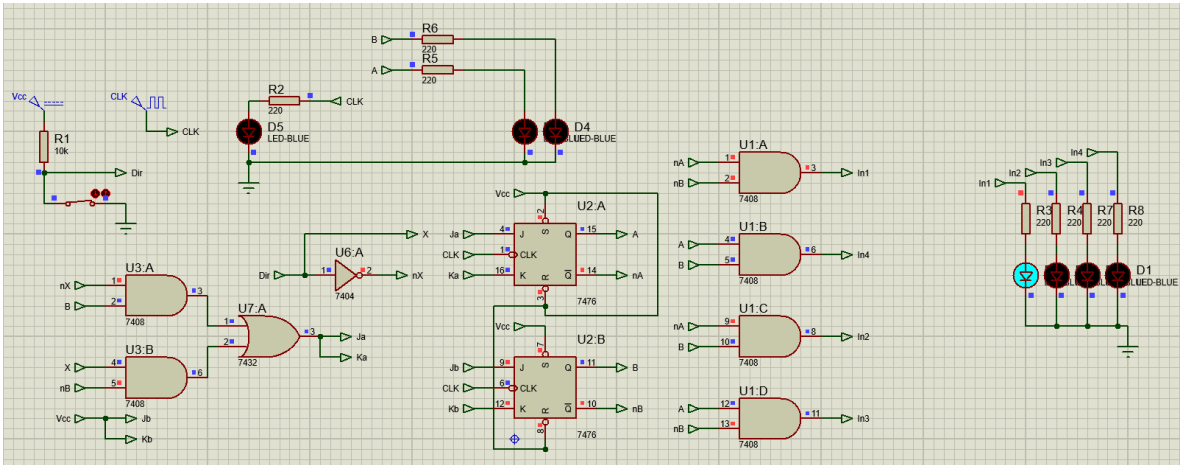 B
R6
220
A
R5
220
Vcc
CLK
R1
10k
CLK
Dir
R2
220
CLK
D5
LED-BLUE
D4
LED-BLUE
U1:A
nA
1
nB
2
3
In1
7408
U1:B
A
4
B
5
6
In4
7408
U1:C
nA
9
B
10
8
In2
7408
U1:D
A
12
nB
13
11
In3
7408
In4
In3
In2
In1
R3
R4
R7
R8
220
220
220
220
D1
LED-BLUE
Vcc
U2:A
2
Ja
4
J
S
Q
15
A
CLK
1
CLK
Ka
16
K
R
Q
14
nA
3
7476
Vcc
U2:B
7
Jb
9
J
S
Q
11
B
CLK
6
CLK
Kb
12
K
R
Q
10
nB
8
7476
X
U6:A
Dir
1
2
nX
7404
U3:A
nX
1
B
2
3
7408
U7:A
1
2
3
Ja
Ka
7432
U3:B
X
4
nB
5
6
7408
Vcc
Jb
Kb